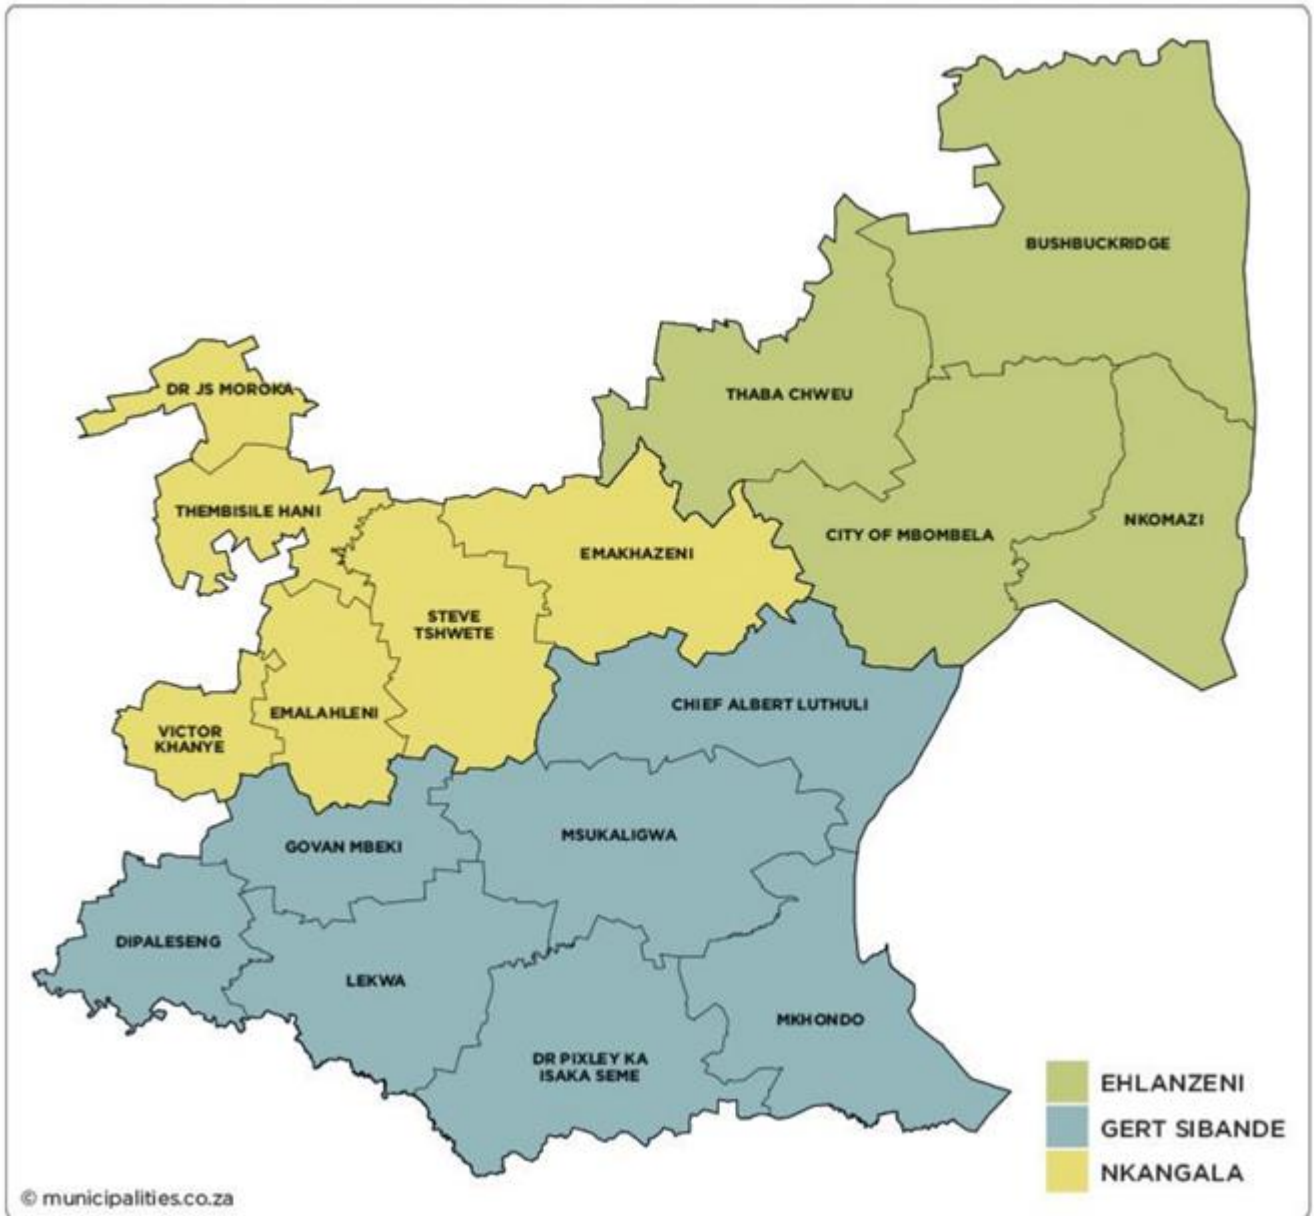 BUSHBUCKRIDGE
DR JS MOROKA
THABA CHWEU
THEMBISILE HANI
NKOMAZI
CITY OF MBOMBELA
EMAKHAZENI
STEVE
TSHWETE
CHIEF ALBERT LUTHULI
EMALAHLENI
VICTOR
KHANYE
MSUKALIGWA
GOVAN MBEKI
DIPALESENG
LEKWA
MKHONDO
DR PIXLEY KA
ISAKA SEME
EHLANZENI
GERT SIBANDE
NKANGALA
© municipalities.co.za